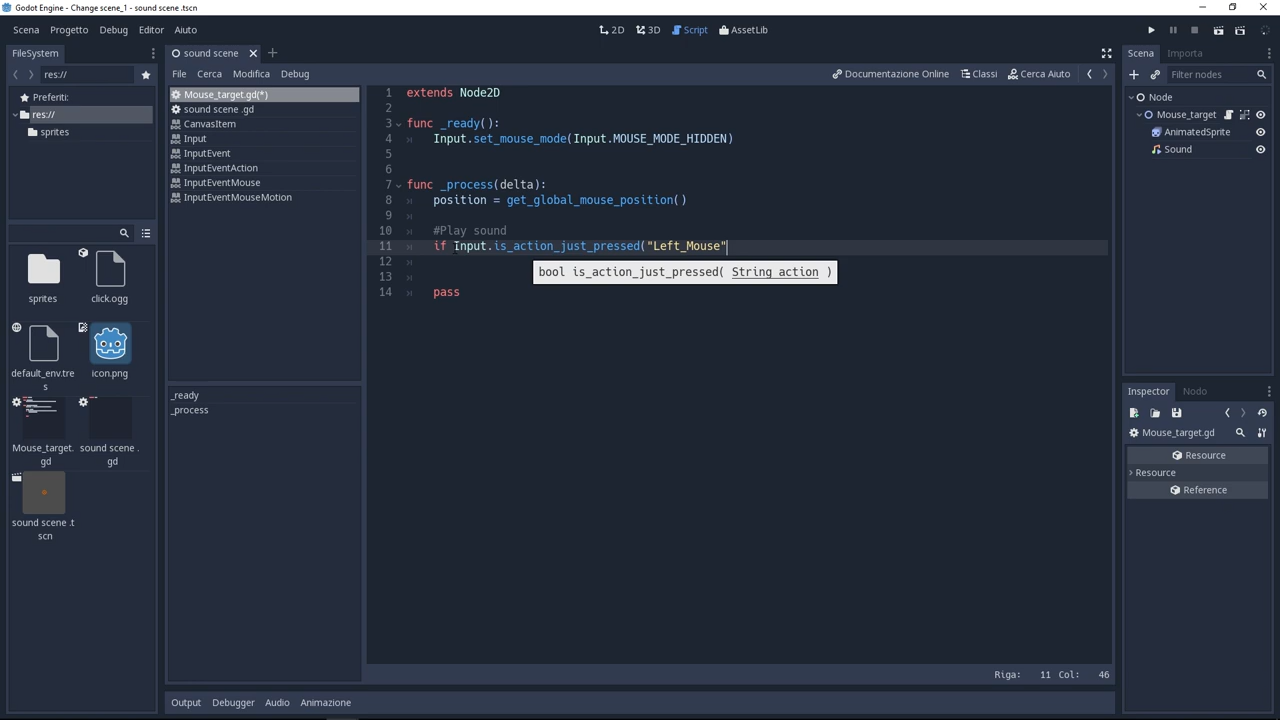 Godot Engine - Change scene_1 - sound scene .tscn
Scena Progetto Debug Editor Aiuto
2D 3D Script AssetLib
FileSystem
res://
Preferiti:
res://
sprites
sprites
click.ogg
default_env.tre
s
icon.png
Mouse_target.
gd
sound scene .
gd
sound scene .t
scn
sound scene
File Cerca Modifica Debug
Documentazione Online Classi Cerca Aiuto
Mouse_target.gd(*)
sound scene .gd
CanvasItem
Input
InputEvent
InputEventAction
InputEventMouse
InputEventMouseMotion
_ready
_process
1 extends Node2D
2
3 func _ready():
4 Input.set_mouse_mode(Input.MOUSE_MODE_HIDDEN)
5
6
7 func _process(delta):
8 position = get_global_mouse_position()
9
10 #Play sound
11 if Input.is_action_just_pressed("Left_Mouse"
12
bool is_action_just_pressed( String action )
13
14 pass
Riga: 11 Col: 46
Output Debugger Audio Animazione
Scena Importa
Filter nodes
Node
Mouse_target
AnimatedSprite
Sound
Inspector Nodo
Mouse_target.gd
Resource
Resource
Reference